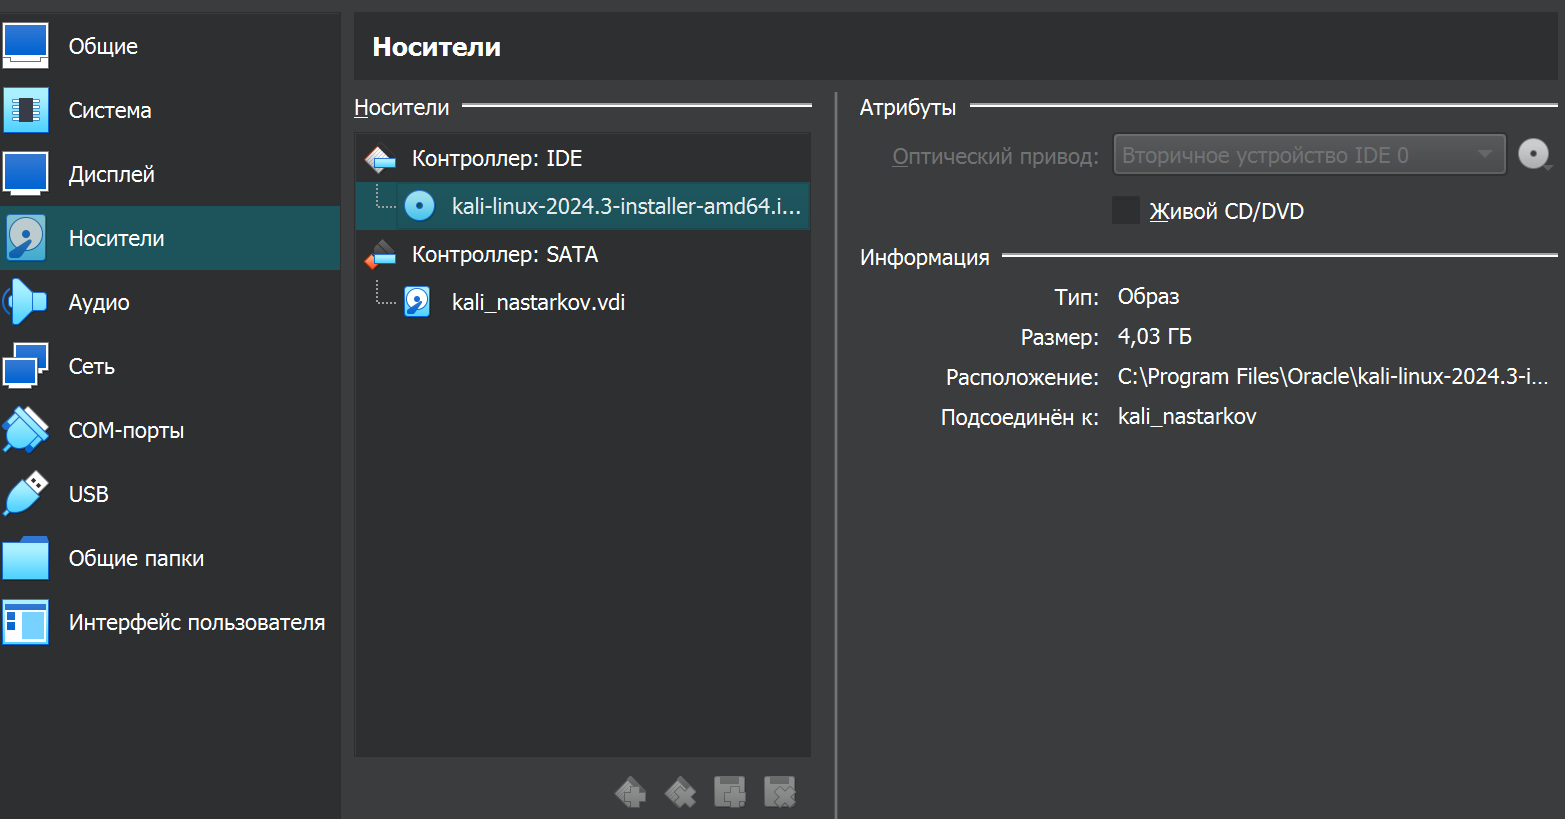 Общие
Система
Дисплей
Носители
Аудио
Сеть
COM-порты
USB
Общие папки
Интерфейс пользователя
Носители
Носители
Контроллер: IDE
kali-linux-2024.3-installer-amd64.i...
Контроллер: SATA
kali_nastarkov.vdi
Атрибуты
Оптический привод: Вторичное устройство IDE 0
Живой CD/DVD
Информация
Тип: Образ
Размер: 4,03 ГБ
Расположение: C:\Program Files\Oracle\kali-linux-2024.3-i...
Подсоединён к: kali_nastarkov